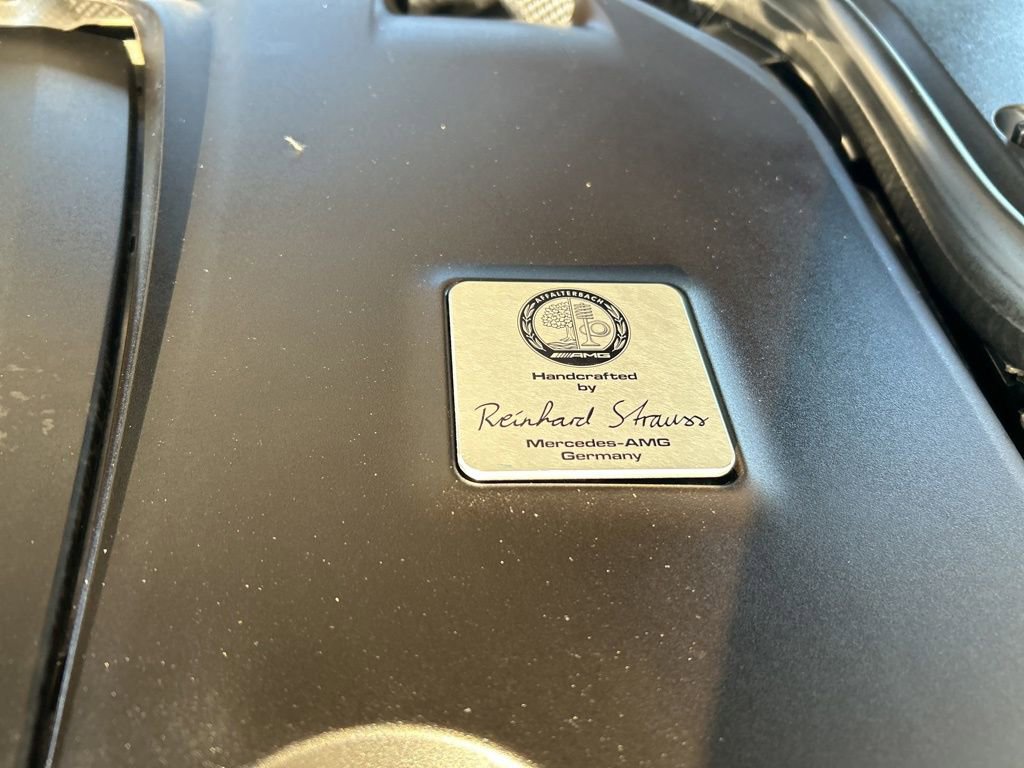 AFFALTERBACH
AMG
Handcrafted
by
Reinhard Strauss
Mercedes-AMG
Germany